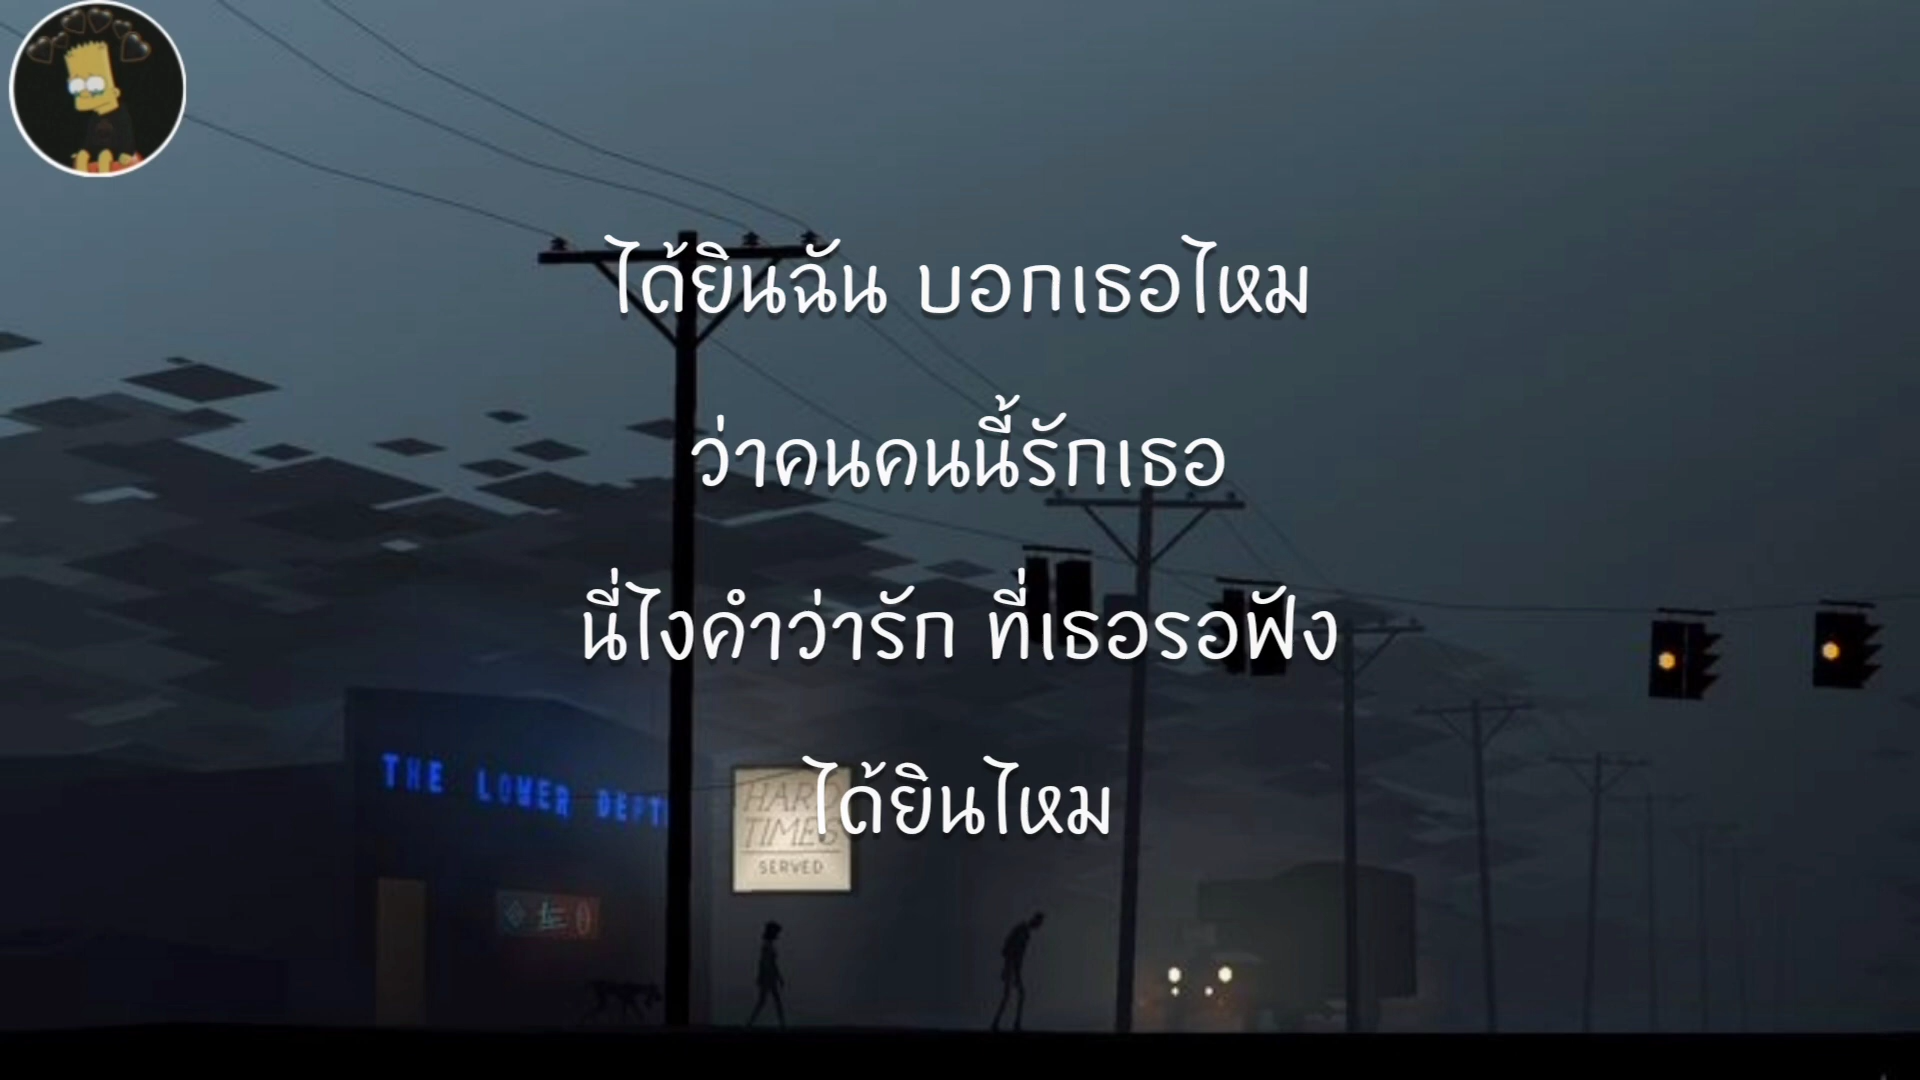 ได้ยินฉัน บอกเธอไหม
ว่าคนคนนี้รักเธอ
นี่ไงคำว่ารัก ที่เธอรอฟัง
ได้ยินไหม
THE LOWER DEPT
HARD
TIMES
SERVED